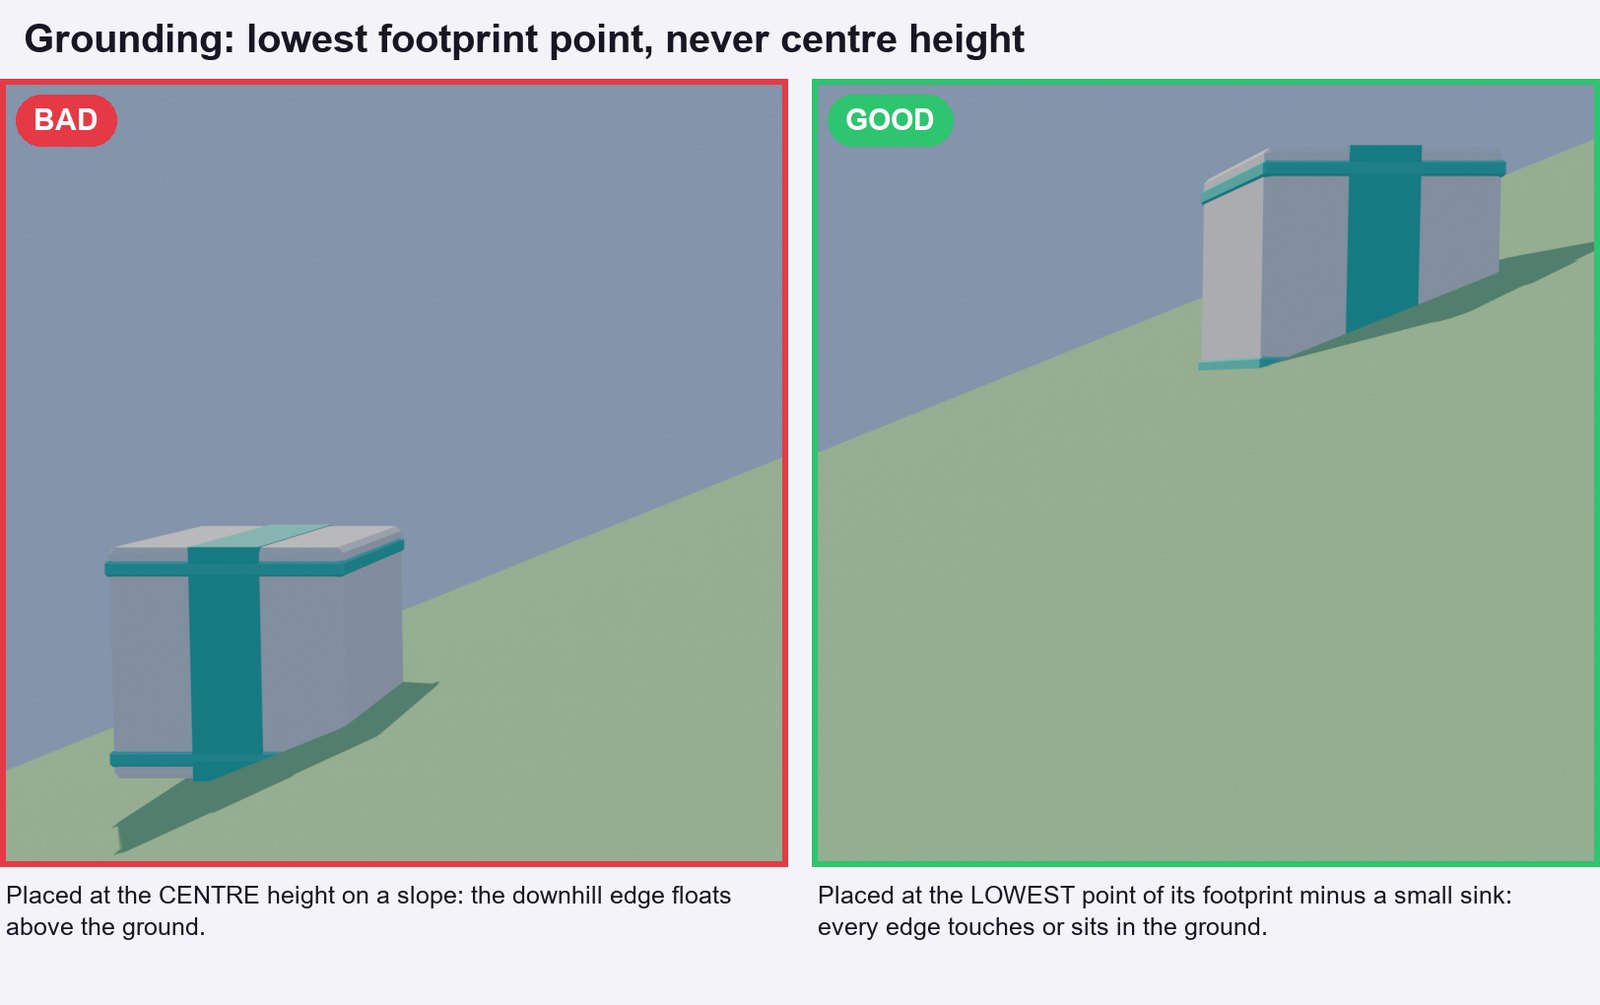 Grounding: lowest footprint point, never centre height
BAD
GOOD
Placed at the CENTRE height on a slope: the downhill edge floats
above the ground.
Placed at the LOWEST point of its footprint minus a small sink:
every edge touches or sits in the ground.